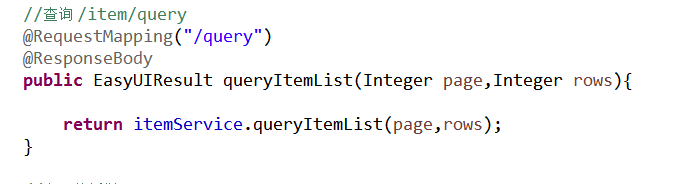 //查询 /item/query
@RequestMapping("/query")
@ResponseBody
public EasyUIResult queryItemList(Integer page,Integer rows){
return itemService.queryItemList(page,rows);
}